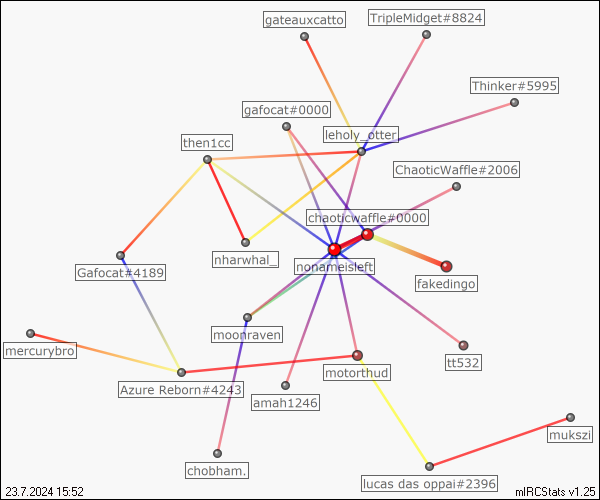 gateauxcatto
TripleMidget#8824
Thinker#5995
gafocat#0000
leholy_otter
then1cc
ChaoticWaffle#2006
chaoticwaffle#0000
nharwhal_
nonameisleft
Gafocat#4189
fakedingo
moonraven
mercurybro
tt532
motorthud
Azure Reborn#4243
amah1246
mukszi
chobham.
lucas das oppai#2396
23.7.2024 15:52
mIRCStats v1.25